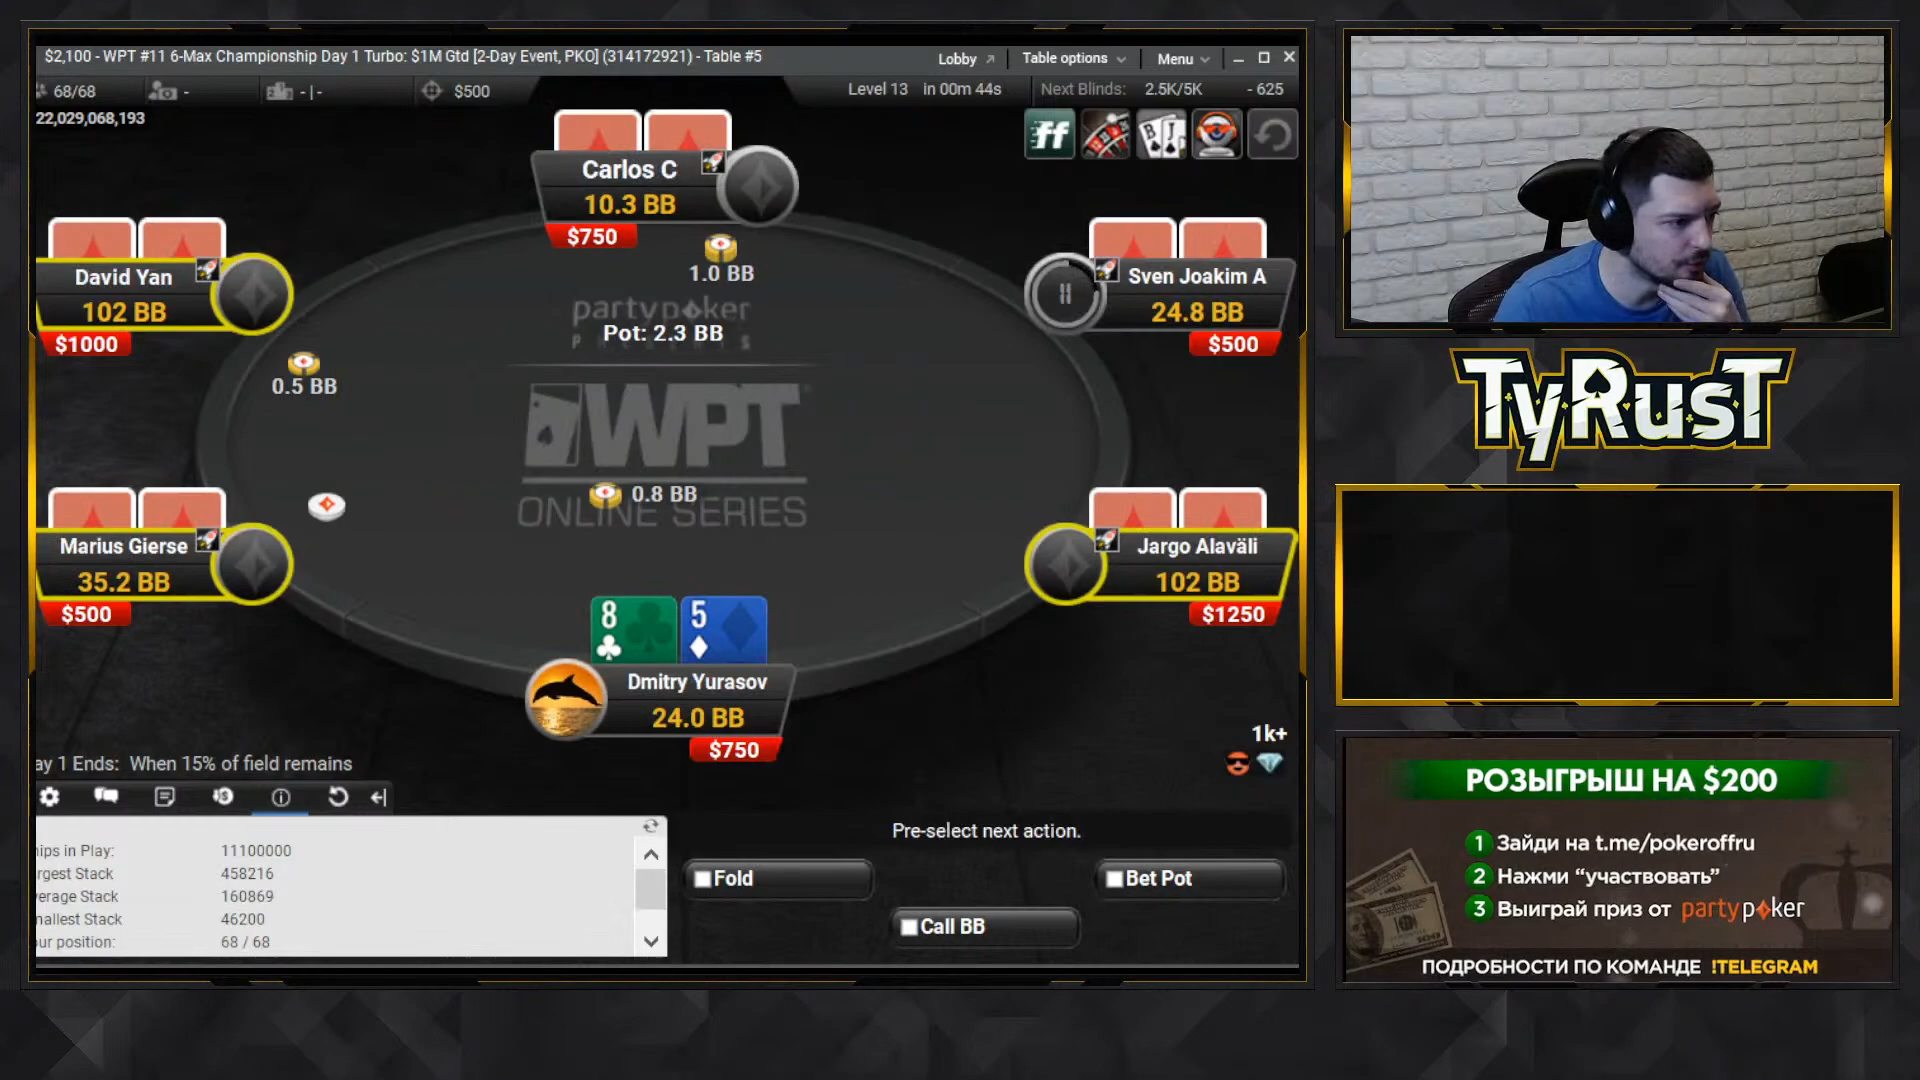 $2,100 - WPT #11 6-Max Championship Day 1 Turbo: $1M Gtd [2-Day Event, PKO] (314172921) - Table #5
Lobby
Table options
Menu
68/68
-
- | -
$500
Level 13 in 00m 44s
Next Blinds: 2.5K/5K - 625
22,029,068,193
ff
B J
Carlos C
10.3 BB
$750
David Yan
102 BB
$1000
Sven Joakim A
24.8 BB
$500
1.0 BB
partypoker
Pot: 2.3 BB
0.5 BB
WPT
0.8 BB
ONLINE SERIES
Marius Gierse
35.2 BB
$500
Jargo Alaväli
102 BB
$1250
8 5
Dmitry Yurasov
24.0 BB
$750
1k+
ay 1 Ends: When 15% of field remains
hips in Play: 11100000
rgest Stack 458216
verage Stack 160869
mallest Stack 46200
our position: 68 / 68
Pre-select next action.
Fold
Bet Pot
Call BB
TyRusT
РОЗЫГРЫШ НА $200
1 Зайди на t.me/pokeroffru
2 Нажми “участвовать”
3 Выиграй приз от partypoker
ПОДРОБНОСТИ ПО КОМАНДЕ !TELEGRAM